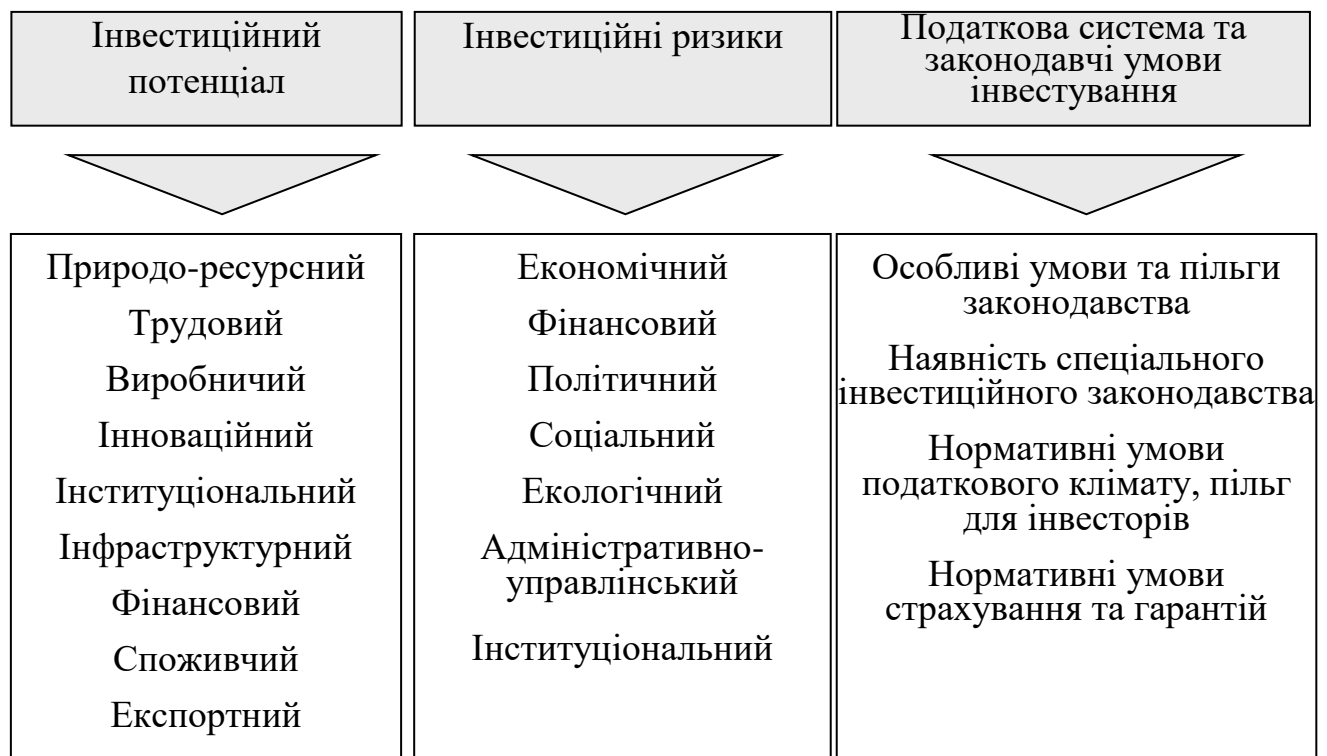 Інвестиційний
потенціал
Інвестиційні ризики
Податкова система та
законодавчі умови
інвестування
Природо-ресурсний
Трудовий
Виробничий
Інноваційний
Інституціональний
Інфраструктурний
Фінансовий
Споживчий
Експортний
Економічний
Фінансовий
Політичний
Соціальний
Екологічний
Адміністративно-
управлінський
Інституціональний
Особливі умови та пільги
законодавства
Наявність спеціального
інвестиційного законодавства
Нормативні умови
податкового клімату, пільг
для інвесторів
Нормативні умови
страхування та гарантій